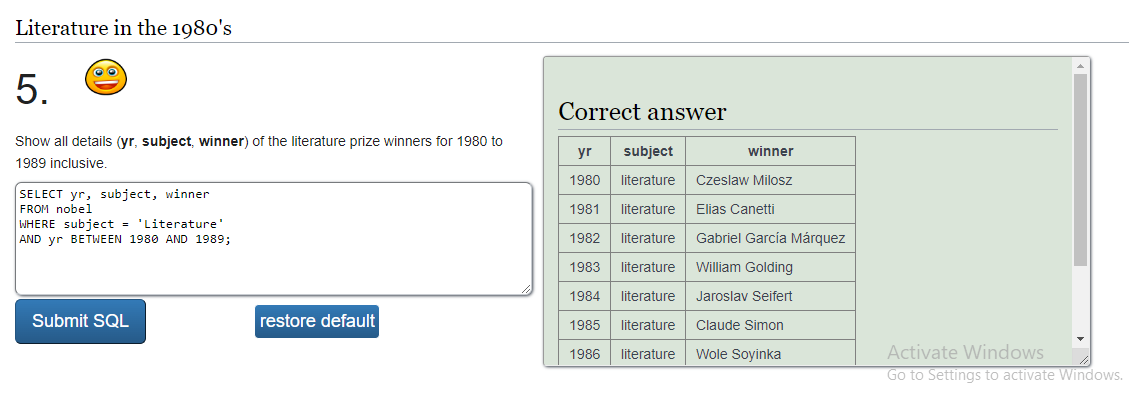 Literature in the 1980's
5.
Show all details (yr, subject, winner) of the literature prize winners for 1980 to
1989 inclusive.
SELECT yr, subject, winner
FROM nobel
WHERE subject = 'Literature'
AND yr BETWEEN 1980 AND 1989;
Submit SQL restore default
Correct answer
yr subject winner
1980 literature Czeslaw Milosz
1981 literature Elias Canetti
1982 literature Gabriel García Márquez
1983 literature William Golding
1984 literature Jaroslav Seifert
1985 literature Claude Simon
1986 literature Wole Soyinka
Activate Windows
Go to Settings to activate Windows.